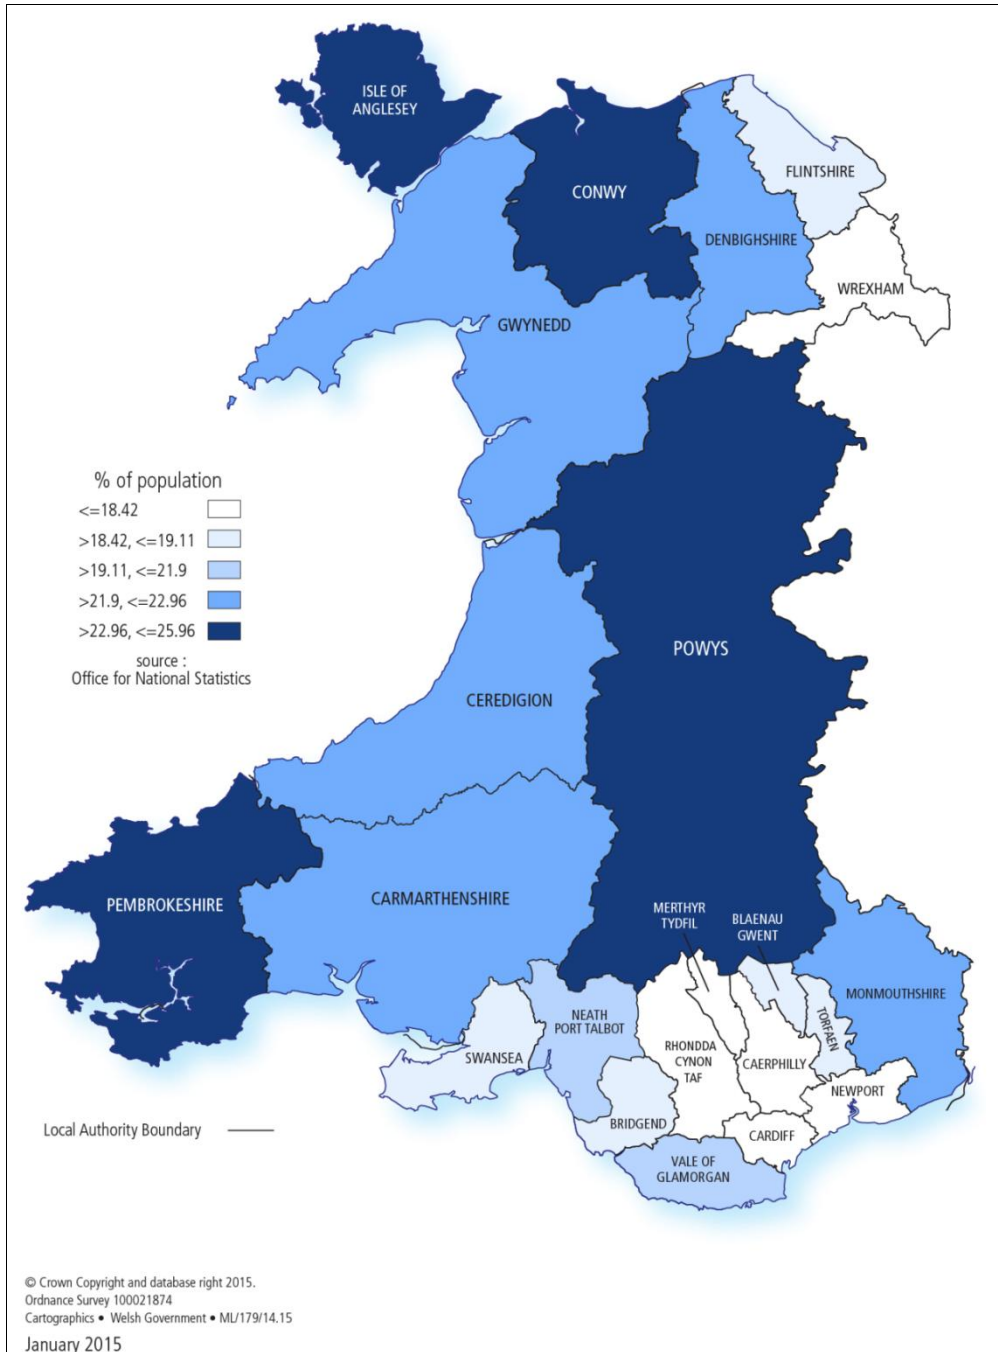 ISLE OF
ANGLESEY
CONWY
FLINTSHIRE
DENBIGHSHIRE
WREXHAM
GWYNEDD
% of population
<=18.42
>18.42, <=19.11
>19.11, <=21.9
>21.9, <=22.96
>22.96, <=25.96
source :
Office for National Statistics
POWYS
CEREDIGION
PEMBROKESHIRE
CARMARTHENSHIRE
MERTHYR
TYDFIL
BLAENAU
GWENT
MONMOUTHSHIRE
TORFAEN
NEATH
PORT TALBOT
SWANSEA
RHONDDA
CYNON
TAF
CAERPHILLY
NEWPORT
BRIDGEND
CARDIFF
VALE OF
GLAMORGAN
Local Authority Boundary
© Crown Copyright and database right 2015.
Ordnance Survey 100021874
Cartographics • Welsh Government • ML/179/14.15
January 2015